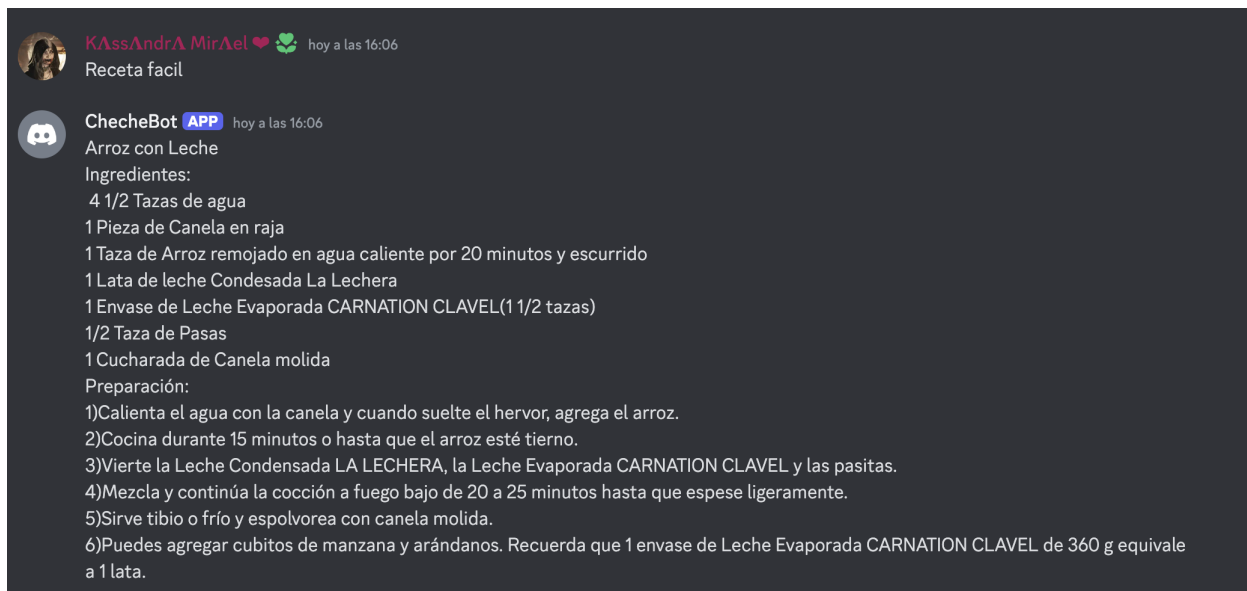 KΛssΛndrΛ MirΛel ❤ hoy a las 16:06
Receta facil
ChecheBot APP hoy a las 16:06
Arroz con Leche
Ingredientes:
4 1/2 Tazas de agua
1 Pieza de Canela en raja
1 Taza de Arroz remojado en agua caliente por 20 minutos y escurrido
1 Lata de leche Condesada La Lechera
1 Envase de Leche Evaporada CARNATION CLAVEL(1 1/2 tazas)
1/2 Taza de Pasas
1 Cucharada de Canela molida
Preparación:
1)Calienta el agua con la canela y cuando suelte el hervor, agrega el arroz.
2)Cocina durante 15 minutos o hasta que el arroz esté tierno.
3)Vierte la Leche Condensada LA LECHERA, la Leche Evaporada CARNATION CLAVEL y las pasitas.
4)Mezcla y continúa la cocción a fuego bajo de 20 a 25 minutos hasta que espese ligeramente.
5)Sirve tibio o frío y espolvorea con canela molida.
6)Puedes agregar cubitos de manzana y arándanos. Recuerda que 1 envase de Leche Evaporada CARNATION CLAVEL de 360 g equivale
a 1 lata.